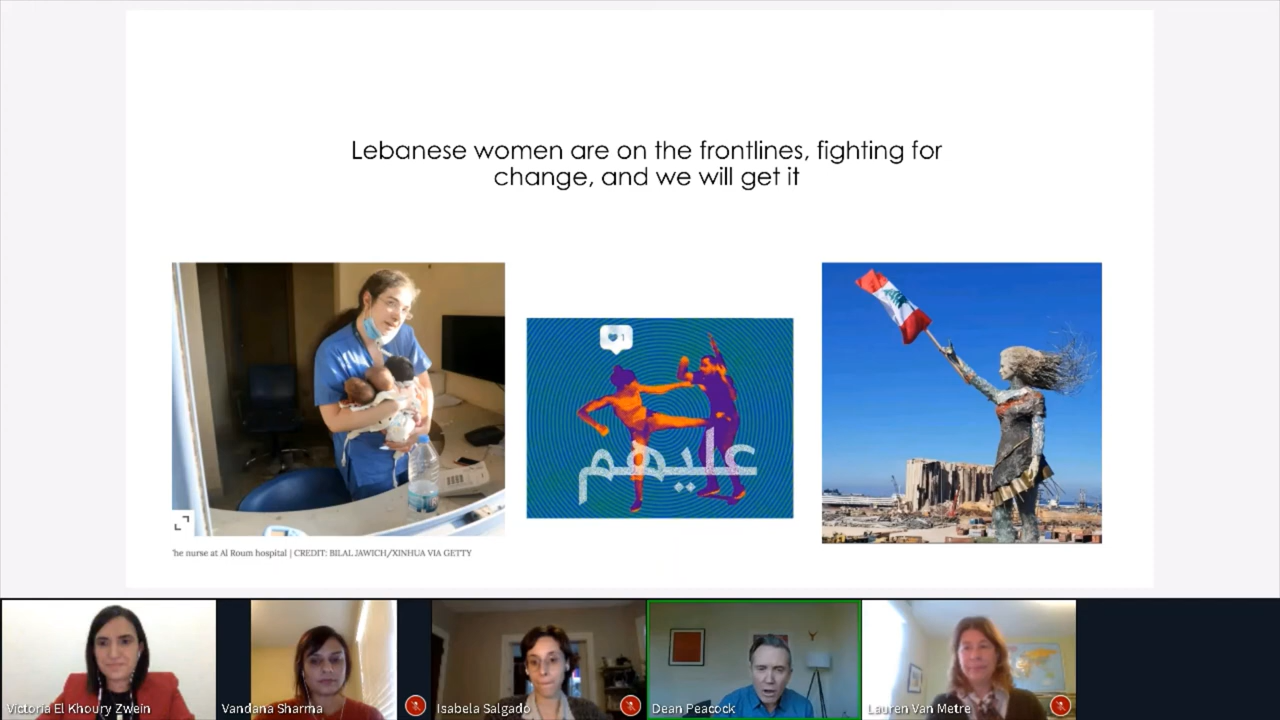 Lebanese women are on the frontlines, fighting for
change, and we will get it
1
عليهم
he nurse at Al Roum hospital | CREDIT: BILAL JAWICH/XINHUA VIA GETTY
Victoria El Khoury Zwein
Vandana Sharma
Isabela Salgado
Dean Peacock
Lauren Van Metre